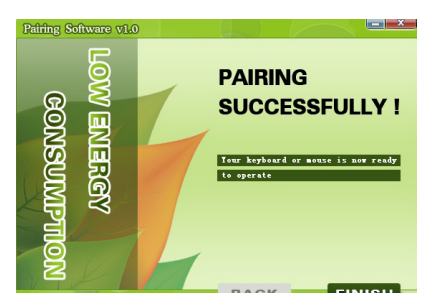 Pairing Software v1.0
LOW ENERGY
CONSUMPTION
PAIRING
SUCCESSFULLY !
Your keyboard or mouse is now ready
to operate
BACK
FINISH